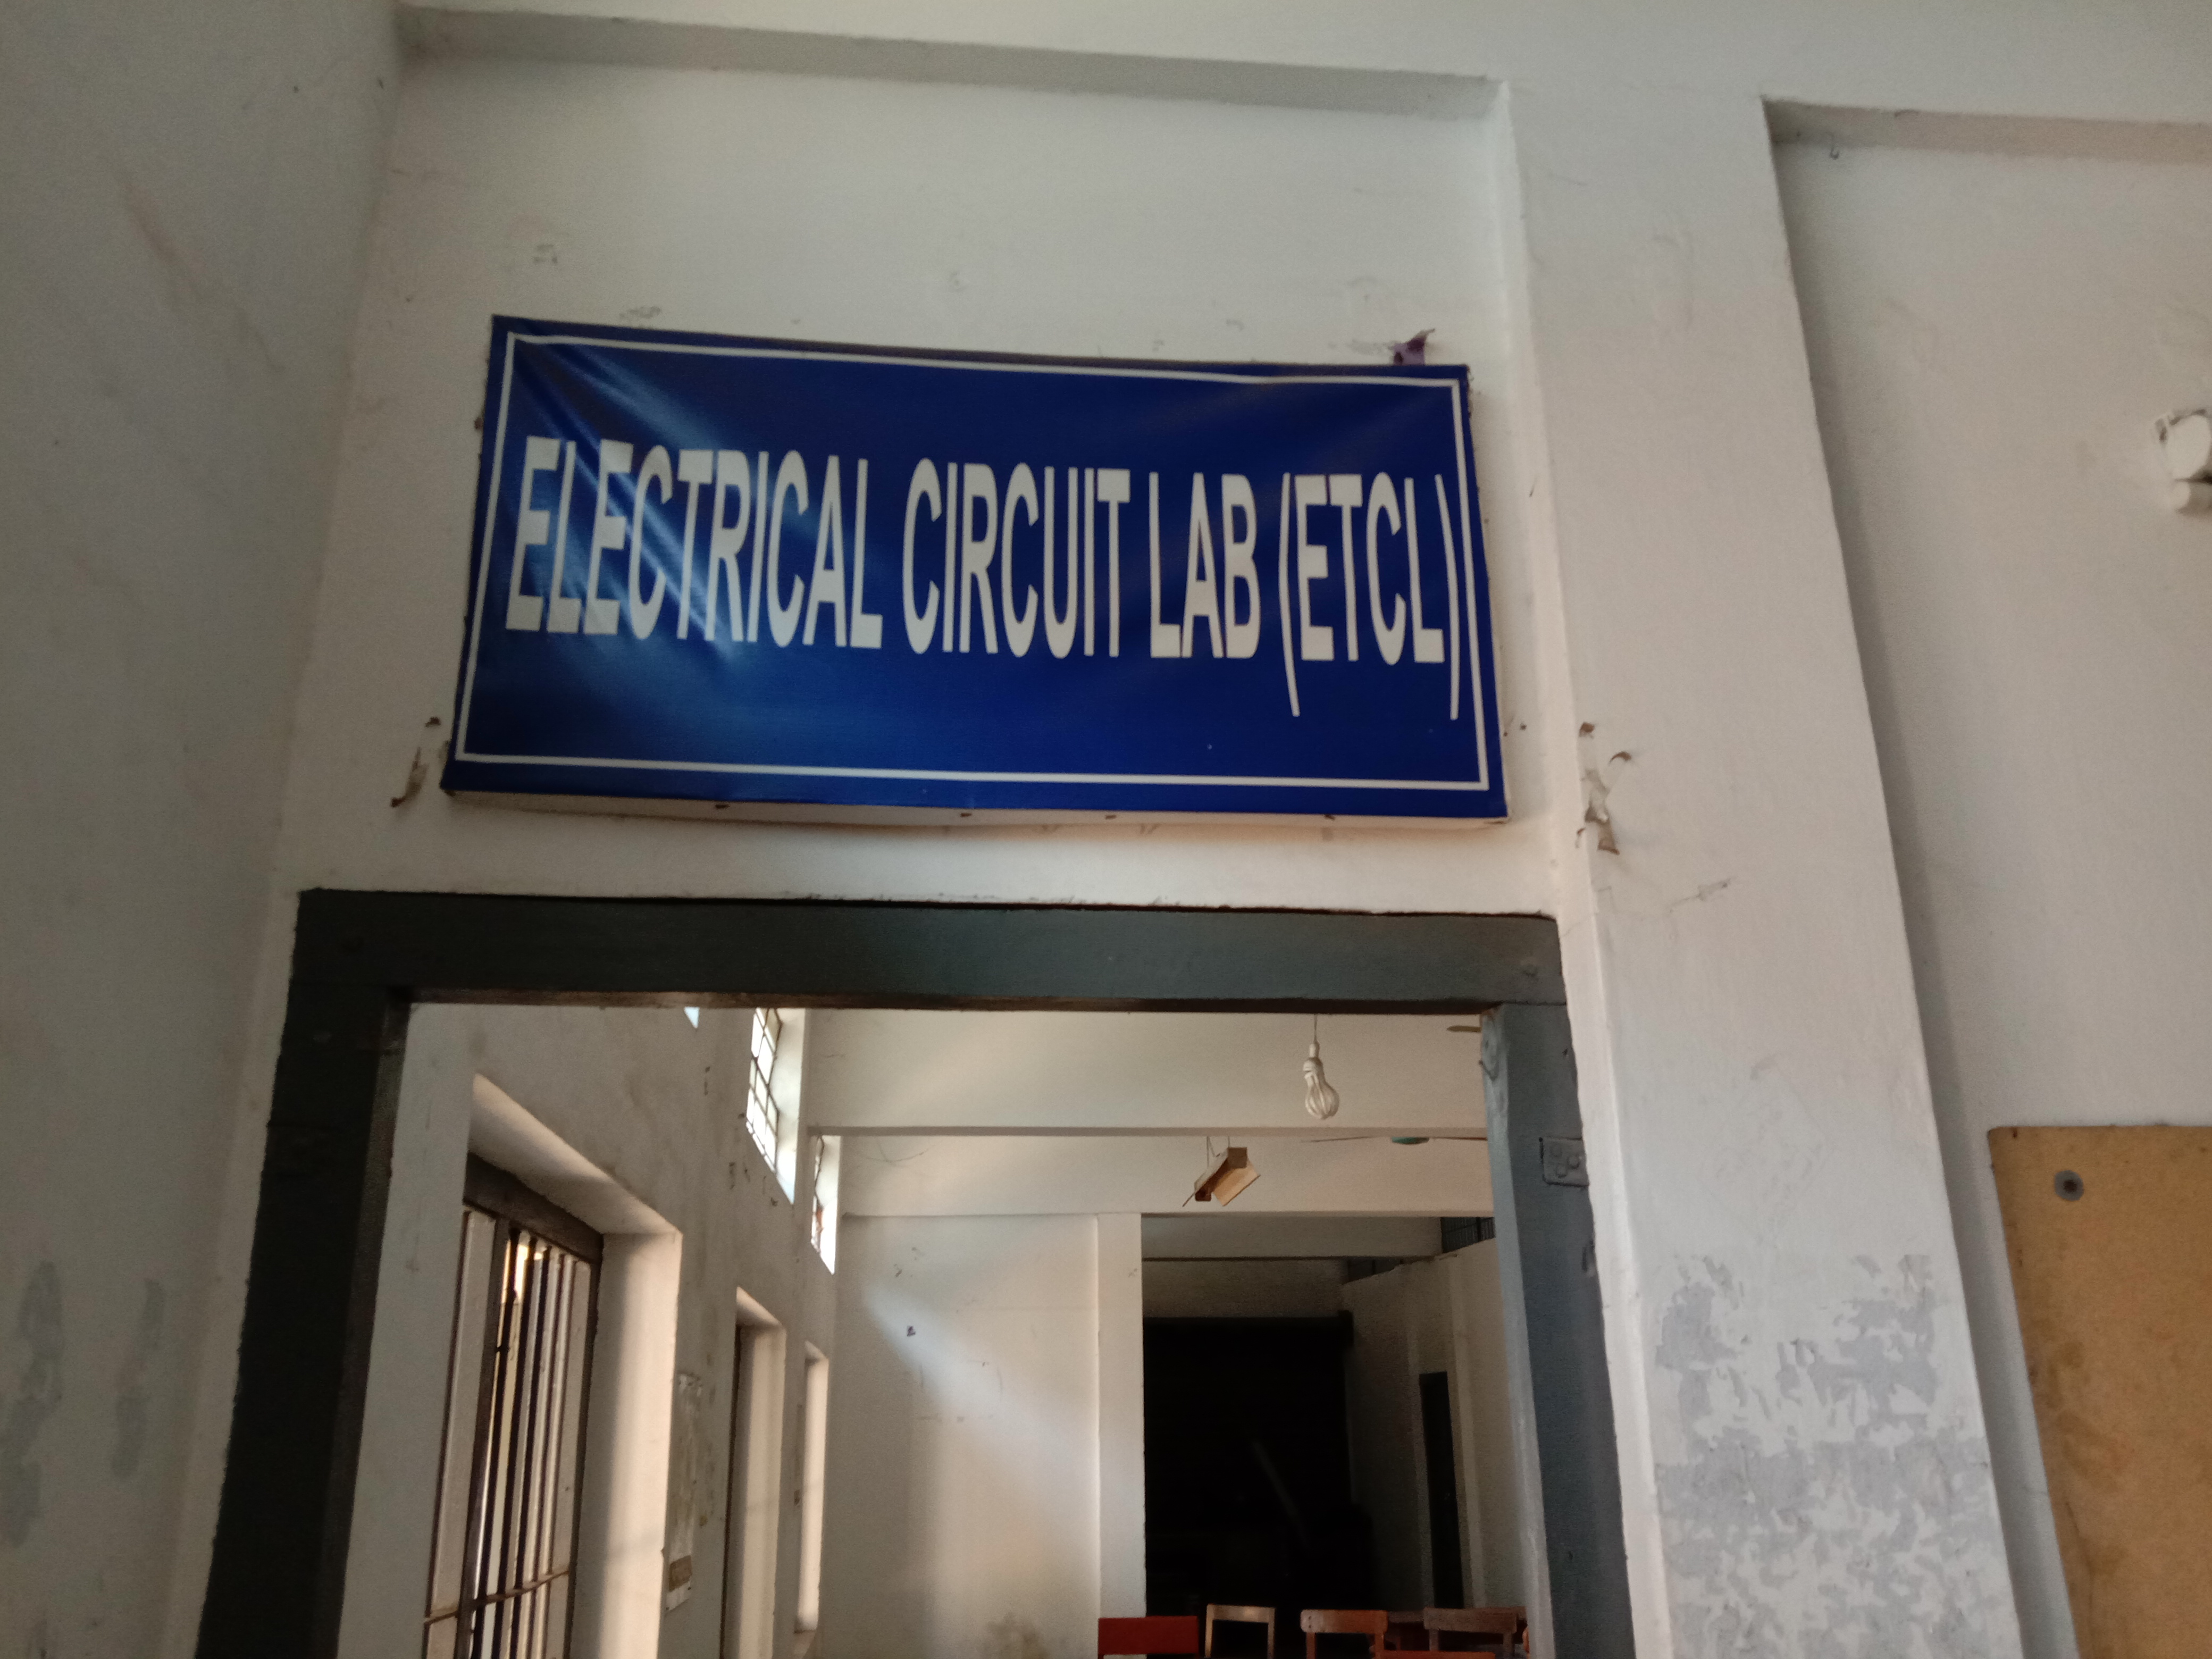 ELECTRICAL CIRCUIT LAB (ETCL)